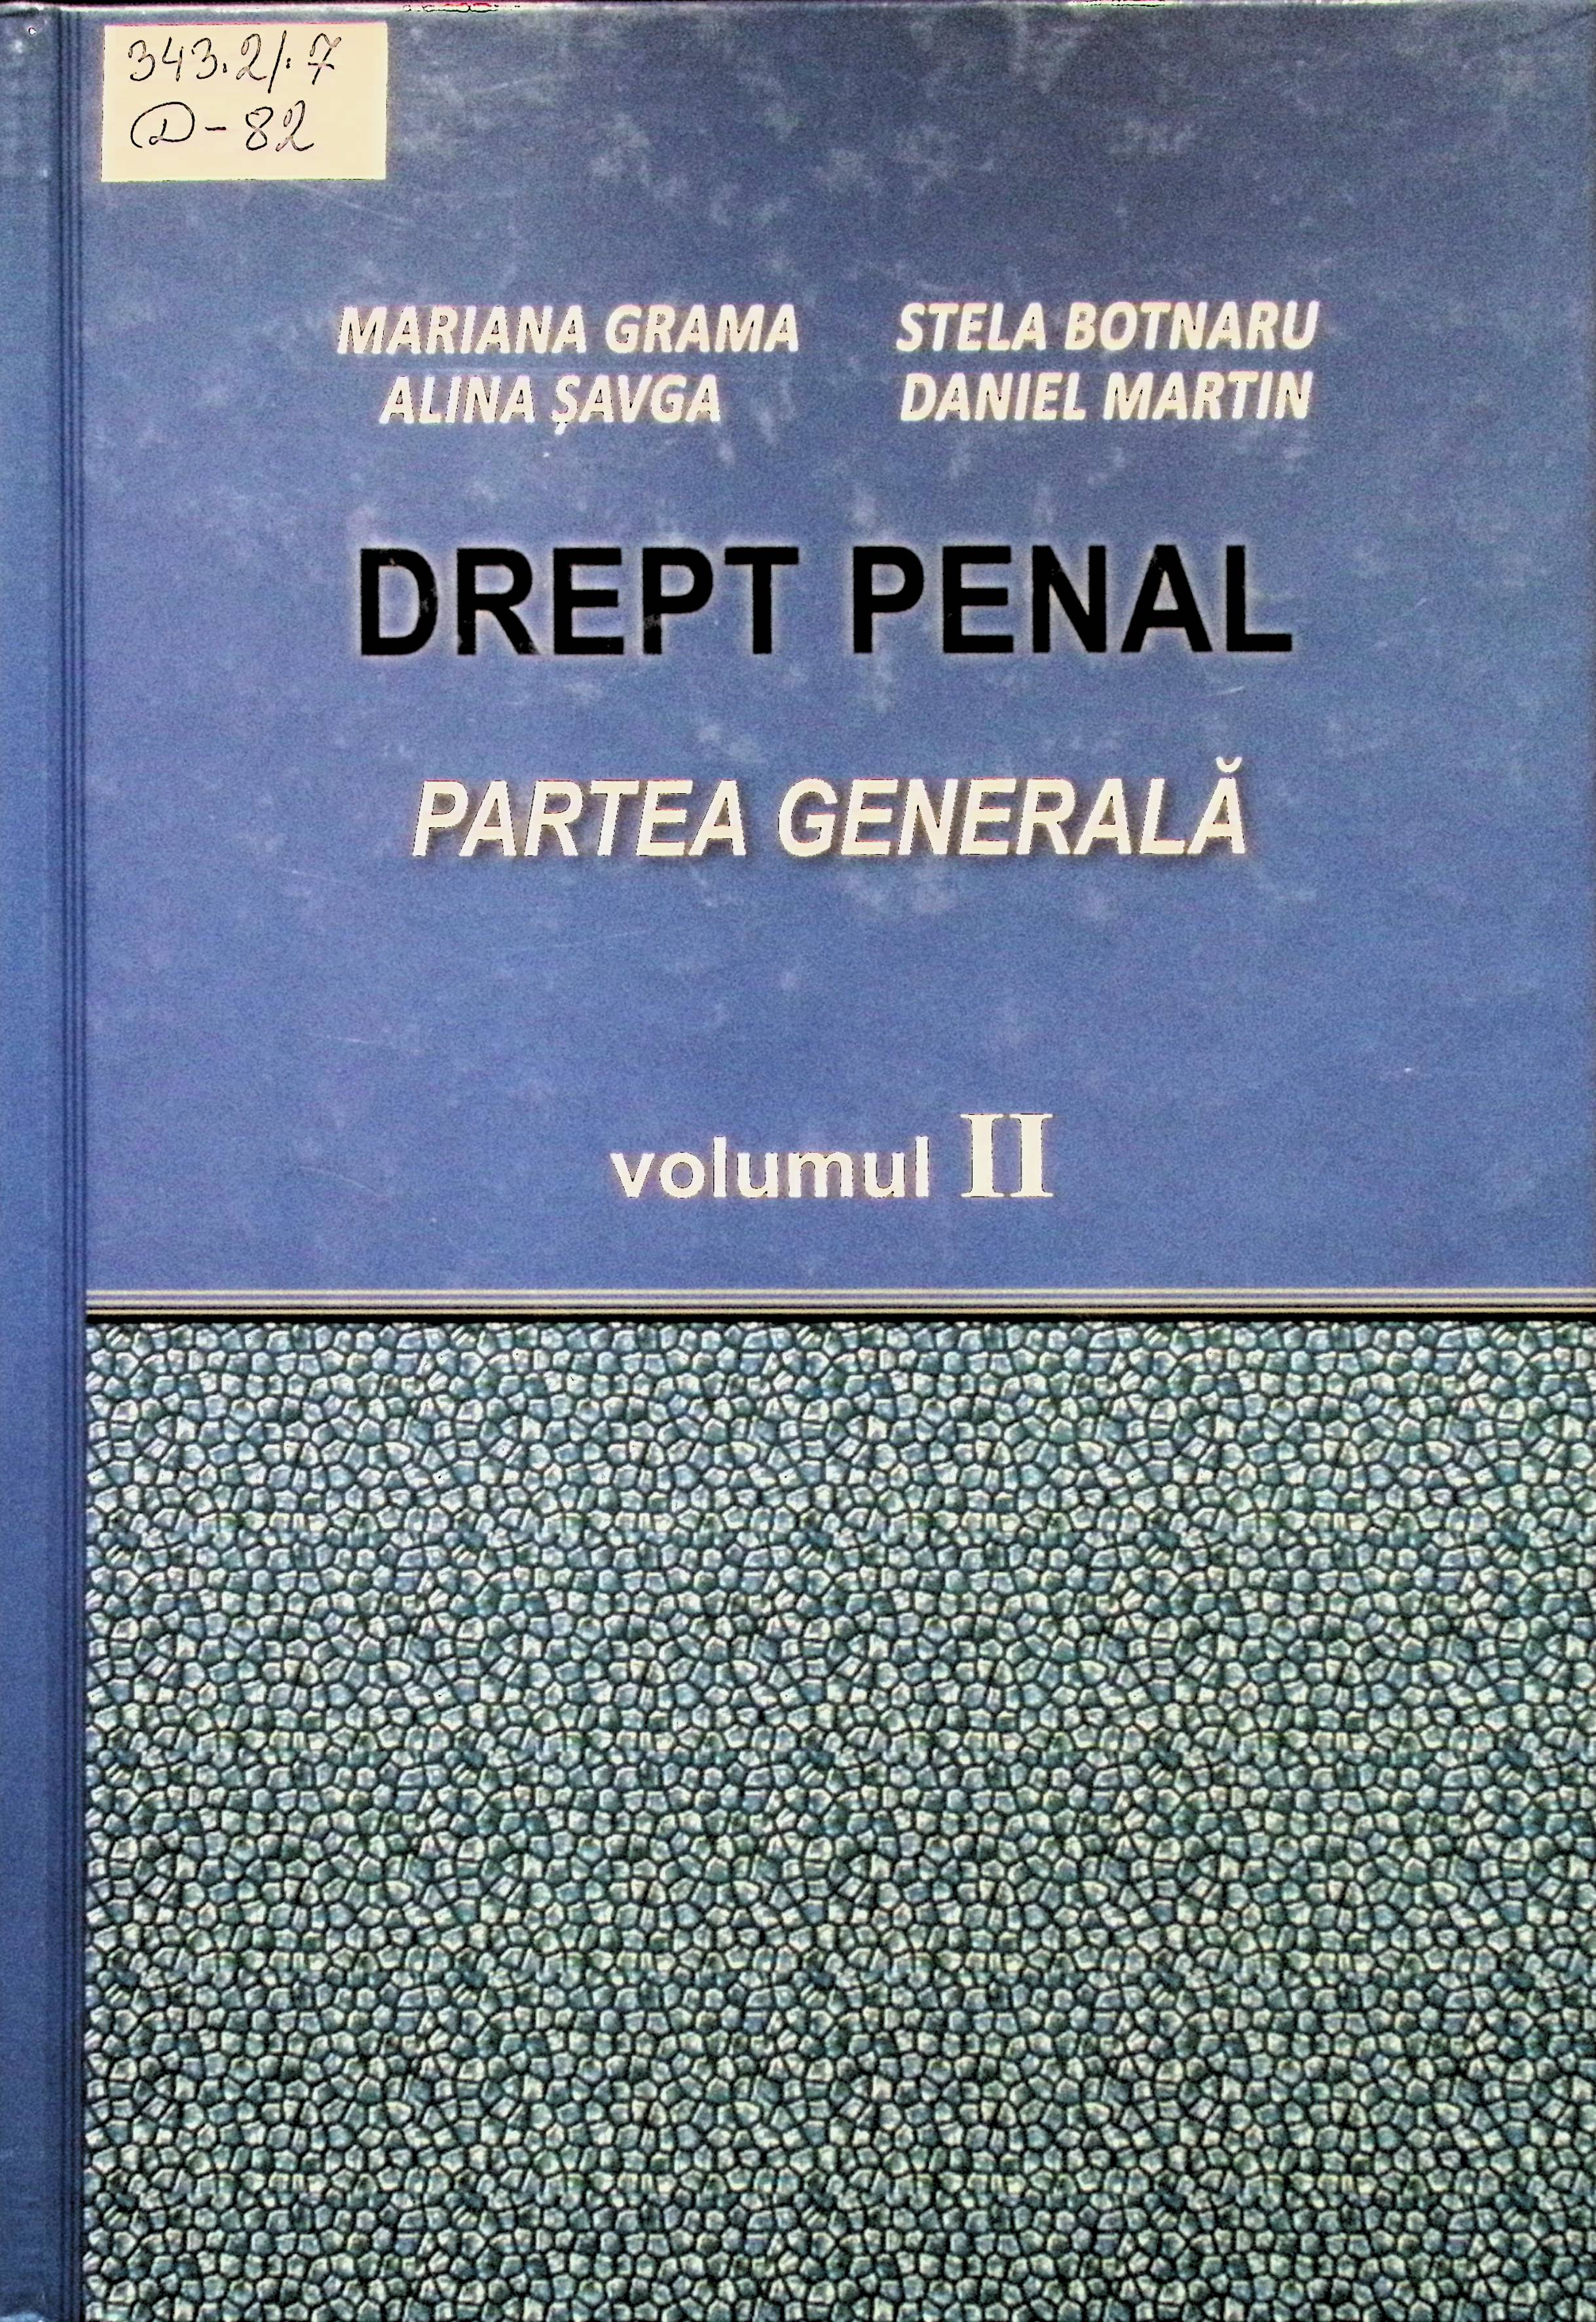 343.2/.7
D-82
MARIANA GRAMA STELA BOTNARU
ALINA ȘAVGA DANIEL MARTIN
DREPT PENAL
PARTEA GENERALĂ
volumul II